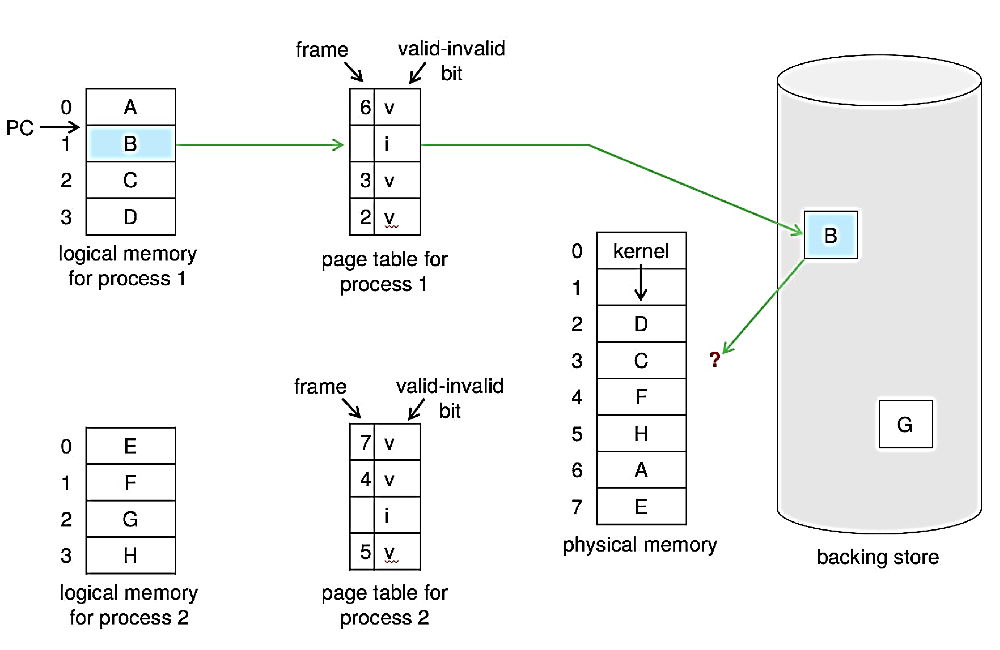 frame
valid-invalid
bit
0 A
PC
1 B
2 C
3 D
logical memory
for process 1
6 v
i
3 v
2 v
page table for
process 1
0 kernel
1
2 D
3 C
4 F
5 H
6 A
7 E
physical memory
?
B
G
backing store
0 E
1 F
2 G
3 H
logical memory
for process 2
frame
valid-invalid
bit
7 v
4 v
i
5 v
page table for
process 2